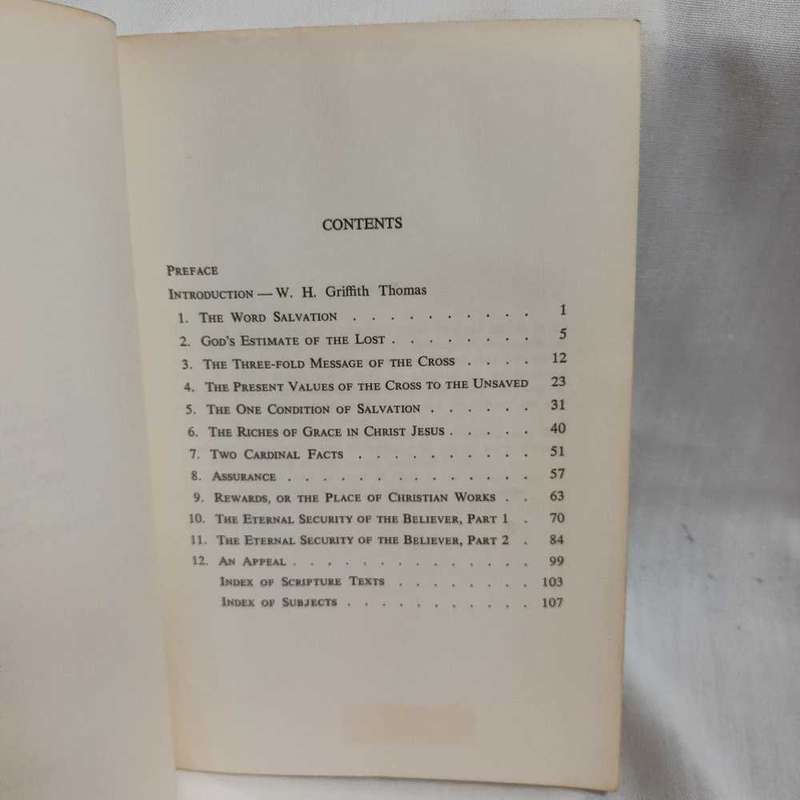 CONTENTS
PREFACE
INTRODUCTION — W. H. Griffith Thomas
1. THE WORD SALVATION . . . . . . . . . . 1
2. GOD'S ESTIMATE OF THE LOST . . . . . . . . 5
3. THE THREE-FOLD MESSAGE OF THE CROSS . . . . 12
4. THE PRESENT VALUES OF THE CROSS TO THE UNSAVED 23
5. THE ONE CONDITION OF SALVATION . . . . . . 31
6. THE RICHES OF GRACE IN CHRIST JESUS . . . . . 40
7. TWO CARDINAL FACTS . . . . . . . . . . 51
8. ASSURANCE . . . . . . . . . . . . . . 57
9. REWARDS, OR THE PLACE OF CHRISTIAN WORKS . . 63
10. THE ETERNAL SECURITY OF THE BELIEVER, PART 1 . 70
11. THE ETERNAL SECURITY OF THE BELIEVER, PART 2 . 84
12. AN APPEAL . . . . . . . . . . . . . . 99
INDEX OF SCRIPTURE TEXTS . . . . . . . . 103
INDEX OF SUBJECTS . . . . . . . . . . . 107